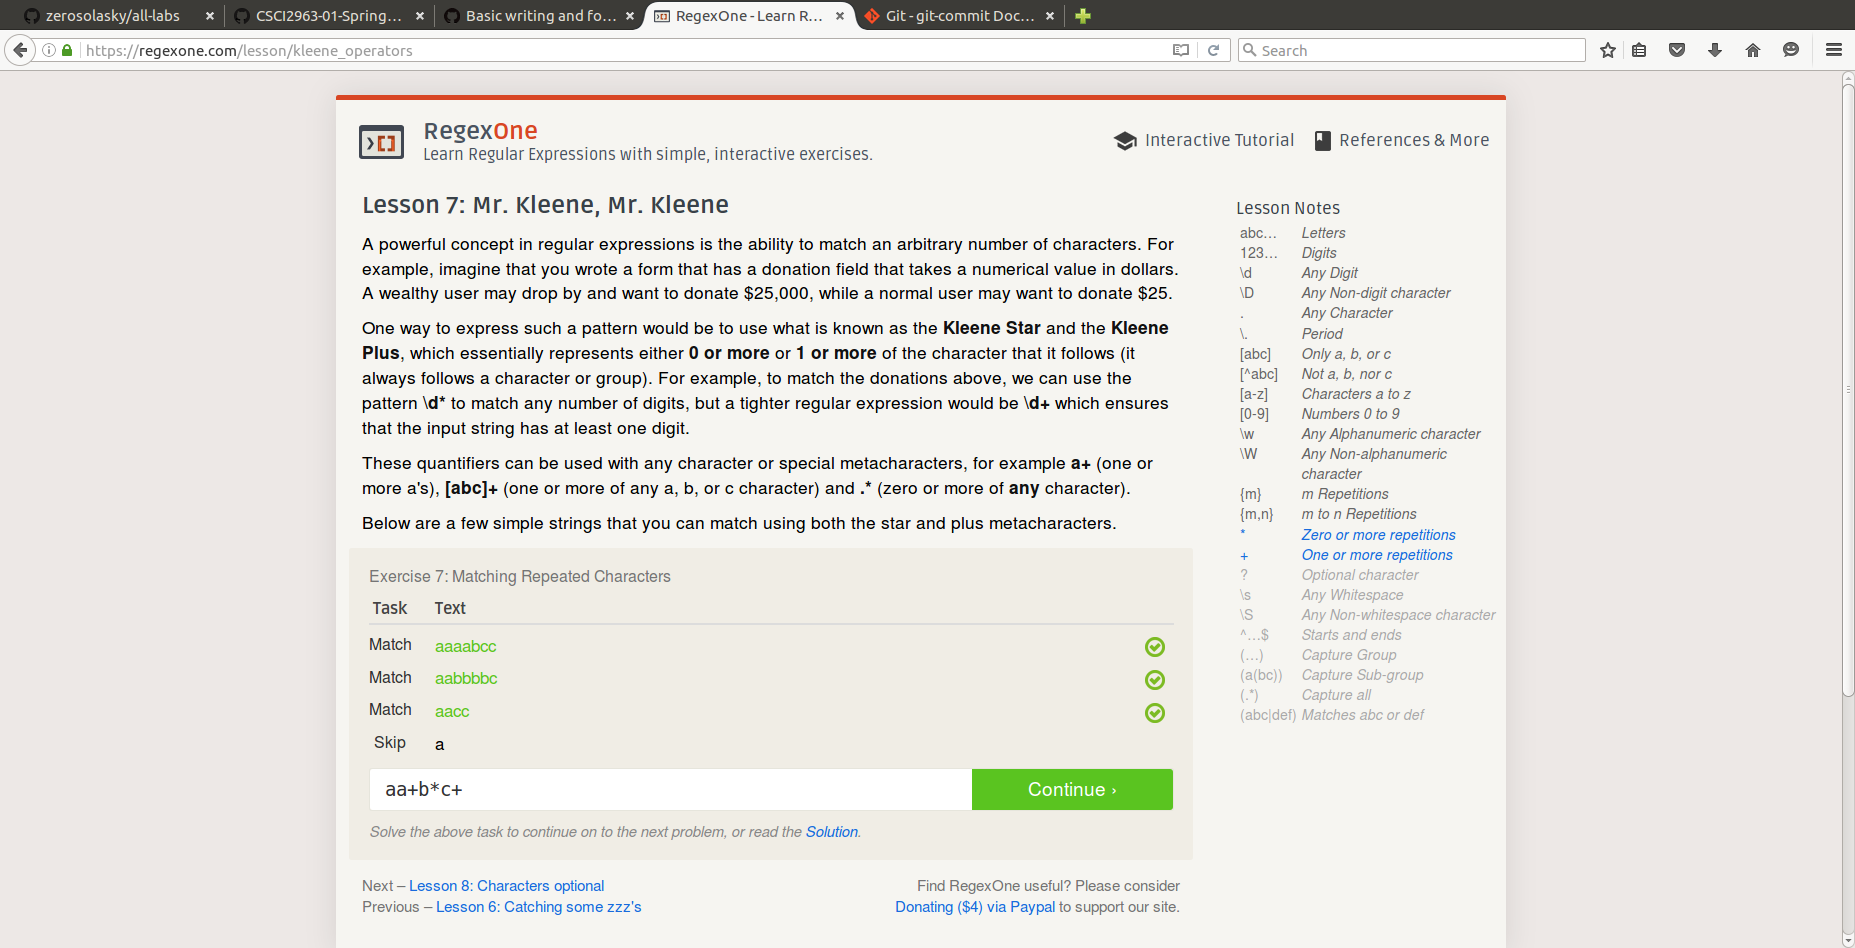 zerosolasky/all-labs
CSCI2963-01-Spring...
Basic writing and fo...
RegexOne - Learn R...
Git - git-commit Doc...
https://regexone.com/lesson/kleene_operators
Search
RegexOne
Learn Regular Expressions with simple, interactive exercises.
Interactive Tutorial
References & More
Lesson 7: Mr. Kleene, Mr. Kleene
A powerful concept in regular expressions is the ability to match an arbitrary number of characters. For
example, imagine that you wrote a form that has a donation field that takes a numerical value in dollars.
A wealthy user may drop by and want to donate $25,000, while a normal user may want to donate $25.
One way to express such a pattern would be to use what is known as the Kleene Star and the Kleene
Plus, which essentially represents either 0 or more or 1 or more of the character that it follows (it
always follows a character or group). For example, to match the donations above, we can use the
pattern \d* to match any number of digits, but a tighter regular expression would be \d+ which ensures
that the input string has at least one digit.
These quantifiers can be used with any character or special metacharacters, for example a+ (one or
more a's), [abc]+ (one or more of any a, b, or c character) and .* (zero or more of any character).
Below are a few simple strings that you can match using both the star and plus metacharacters.
Exercise 7: Matching Repeated Characters
Task Text
Match aaaabcc
Match aabbbbc
Match aacc
Skip a
aa+b*c+
Continue ›
Solve the above task to continue on to the next problem, or read the Solution.
Next – Lesson 8: Characters optional
Previous – Lesson 6: Catching some zzz's
Find RegexOne useful? Please consider
Donating ($4) via Paypal to support our site.
Lesson Notes
abc… Letters
123… Digits
\d Any Digit
\D Any Non-digit character
. Any Character
\. Period
[abc] Only a, b, or c
[^abc] Not a, b, nor c
[a-z] Characters a to z
[0-9] Numbers 0 to 9
\w Any Alphanumeric character
\W Any Non-alphanumeric
character
{m} m Repetitions
{m,n} m to n Repetitions
* Zero or more repetitions
+ One or more repetitions
? Optional character
\s Any Whitespace
\S Any Non-whitespace character
^…$ Starts and ends
(…) Capture Group
(a(bc)) Capture Sub-group
(.*) Capture all
(abc|def) Matches abc or def